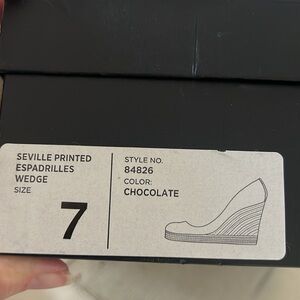 SEVILLE PRINTED
ESPADRILLES
WEDGE
SIZE
7
STYLE NO.
84826
COLOR:
CHOCOLATE